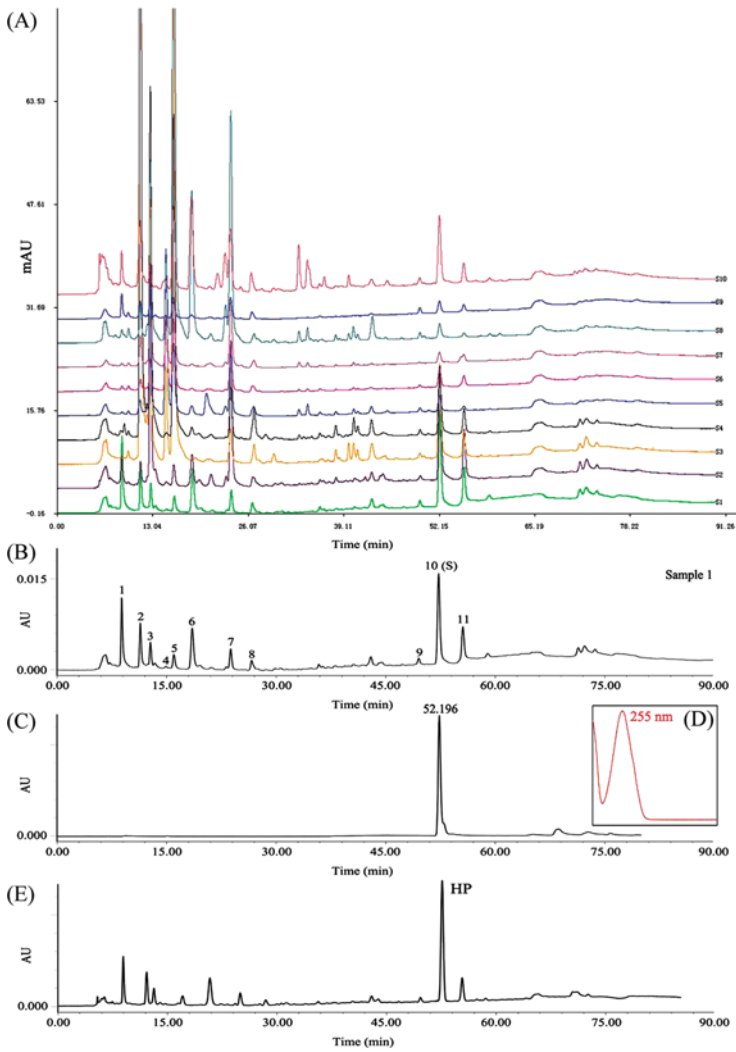 (A)
63.53
47.61
mAU
S10
31.69
S9
S8
S7
S6
15.76
S5
S4
S3
S2
-0.16
S1
0.00 13.04 26.07 39.11 52.15 65.19 78.22 91.26
Time (min)
(B)
10 (S)
Sample 1
0.015
1
2
6
11
AU
3
7
4 5
8
9
0.000
0.00 15.00 30.00 45.00 60.00 75.00 90.00
Time (min)
(C)
52.196
255 nm
(D)
AU
0.000
0.00 15.00 30.00 45.00 60.00 75.00 90.00
Time (min)
(E)
HP
AU
0.000
0.00 15.00 30.00 45.00 60.00 75.00 90.00
Time (min)